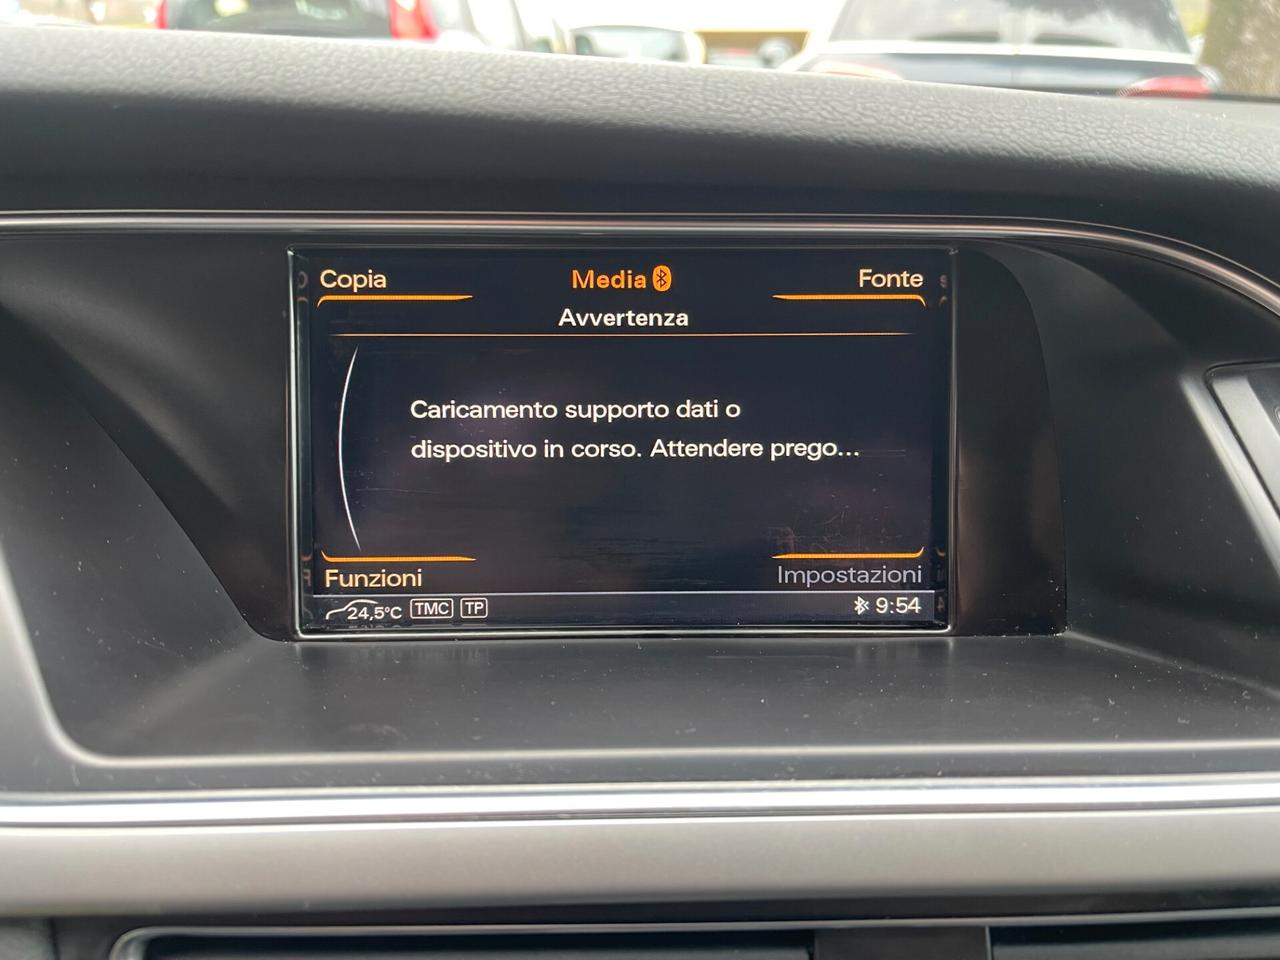 Copia
Media
Fonte
Avvertenza
Caricamento supporto dati o
dispositivo in corso. Attendere prego...
Funzioni
Impostazioni
24,5°C TMC TP
9:54